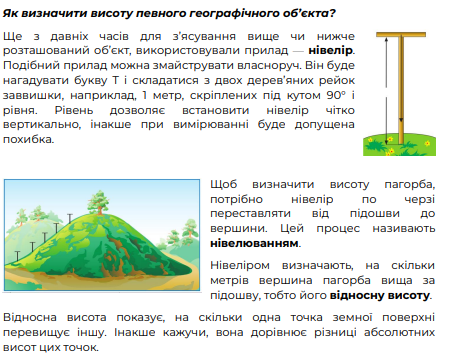 Як визначити висоту певного географічного об’єкта?
Ще з давніх часів для з’ясування вище чи нижче
розташований об’єкт, використовували прилад — нівелір.
Подібний прилад можна змайструвати власноруч. Він буде
нагадувати букву Т і складатися з двох дерев’яних рейок
заввишки, наприклад, 1 метр, скріплених під кутом 90° і
рівня. Рівень дозволяє встановити нівелір чітко
вертикально, інакше при вимірюванні буде допущена
похибка.
Щоб визначити висоту пагорба,
потрібно нівелір по черзі
переставляти від підошви до
вершини. Цей процес називають
нівелюванням.
Нівеліром визначають, на скільки
метрів вершина пагорба вища за
підошву, тобто його відносну висоту.
Відносна висота показує, на скільки одна точка земної поверхні
перевищує іншу. Інакше кажучи, вона дорівнює різниці абсолютних
висот цих точок.